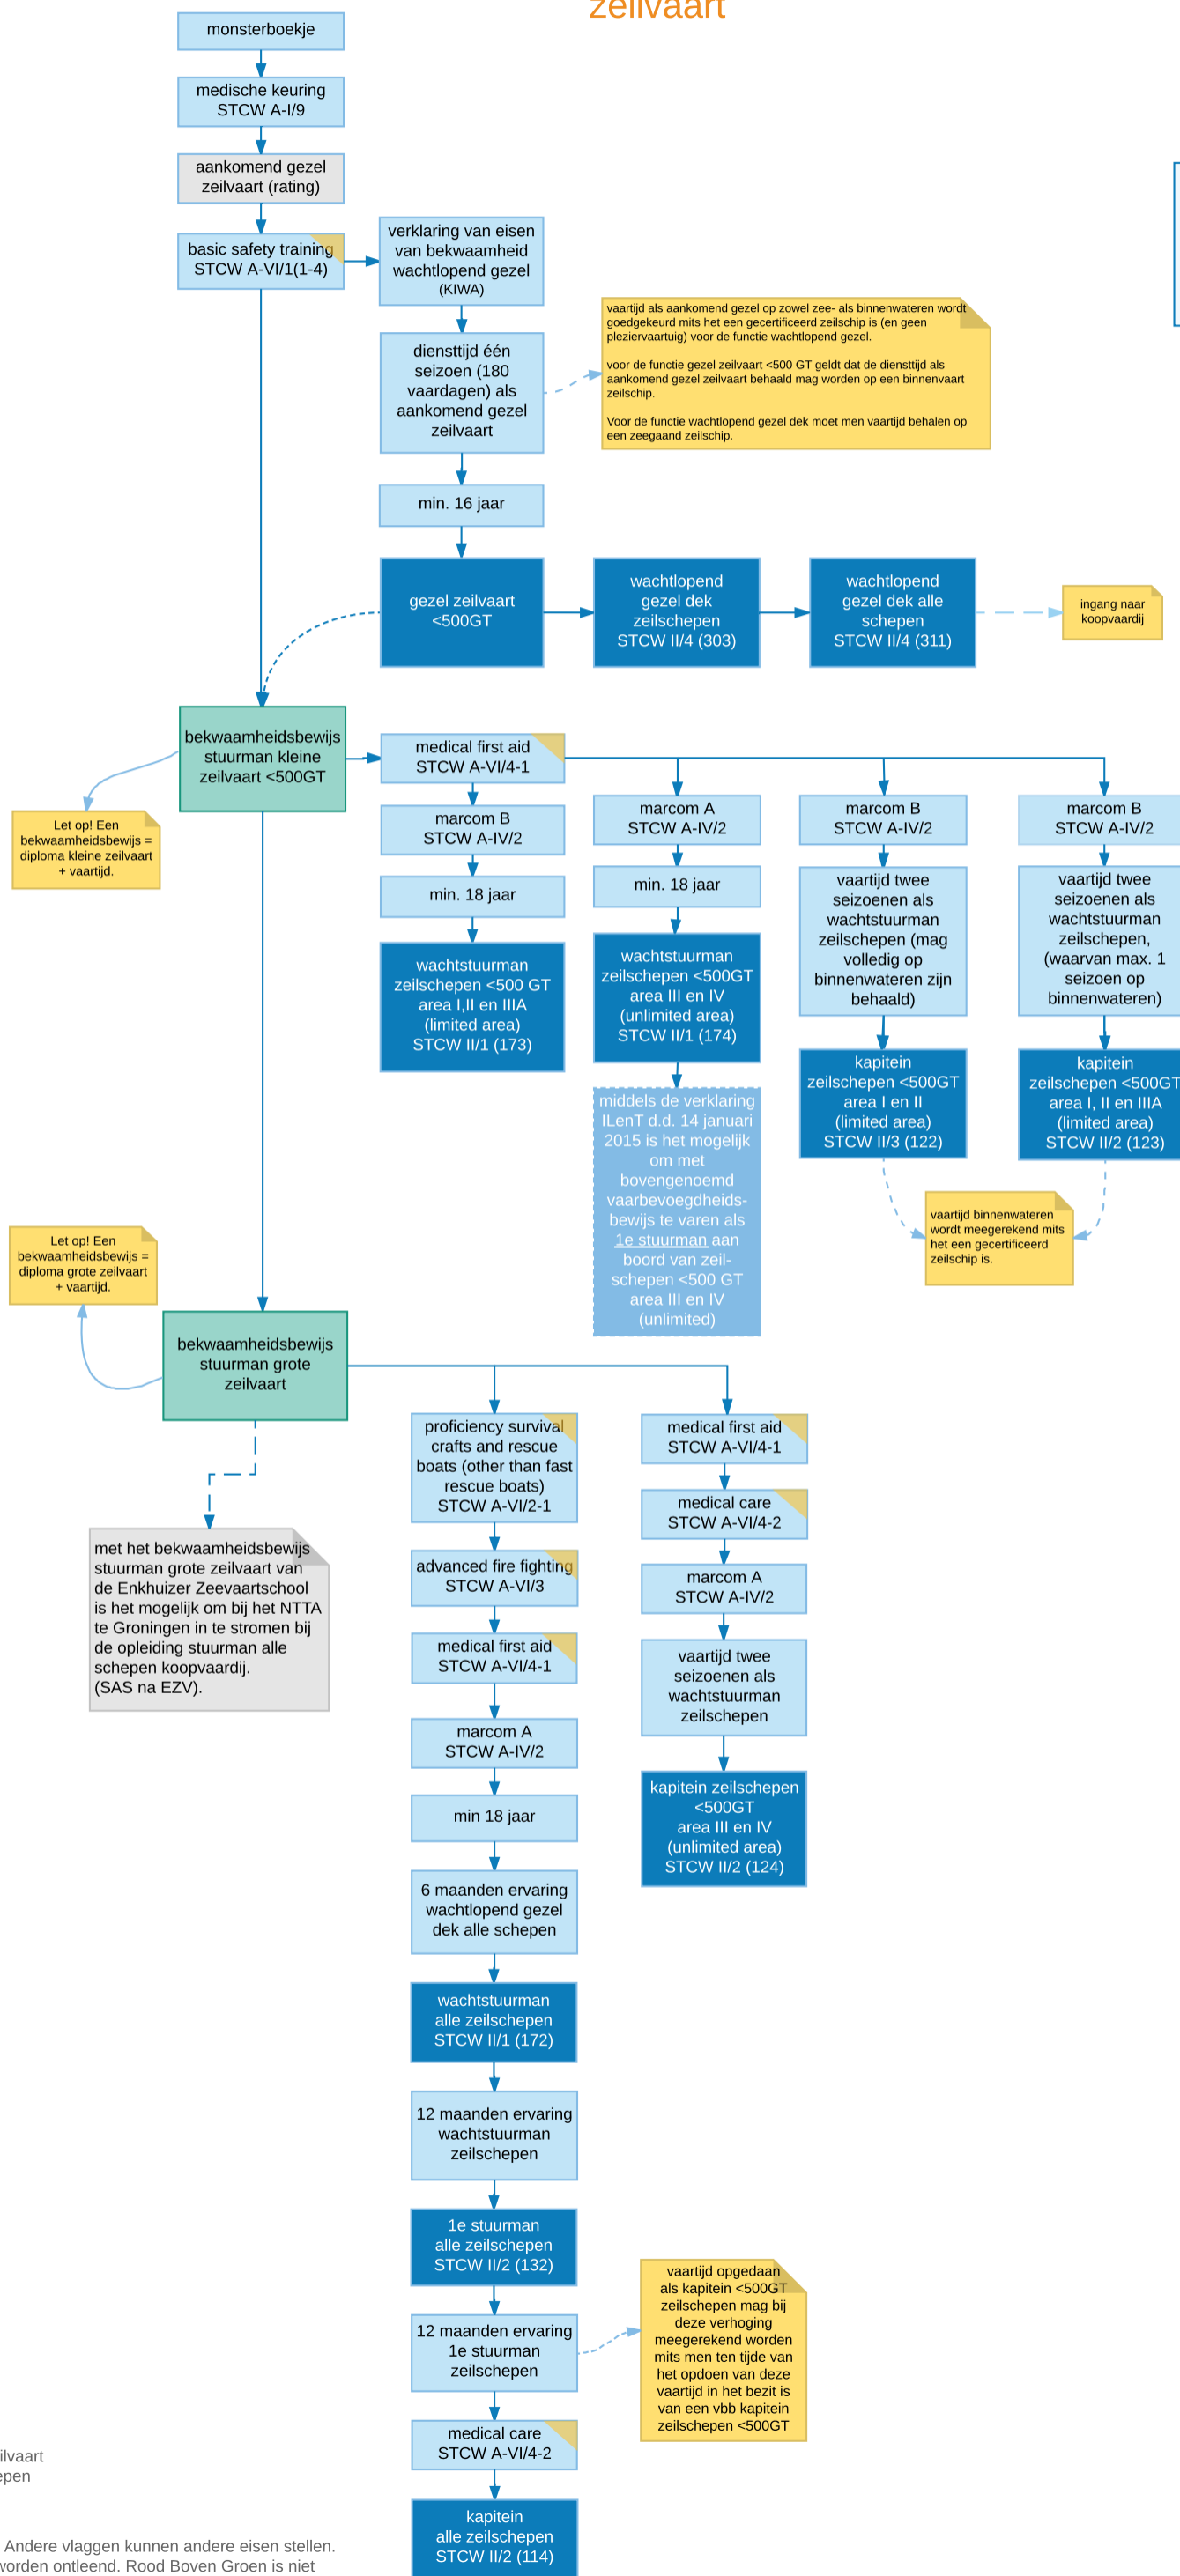 zeilvaart
monsterboekje
medische keuring
STCW A-I/9
aankomend gezel
zeilvaart (rating)
basic safety training
STCW A-VI/1(1-4)
verklaring van eisen
van bekwaamheid
wachtlopend gezel
(KIWA)
diensttijd één
seizoen (180
vaardagen) als
aankomend gezel
zeilvaart
vaartijd als aankomend gezel op zowel zee- als binnenwateren wordt
goedgekeurd mits het een gecertificeerd zeilschip is (en geen
pleziervaartuig) voor de functie wachtlopend gezel.
voor de functie gezel zeilvaart <500 GT geldt dat de diensttijd als
aankomend gezel zeilvaart behaald mag worden op een binnenvaart
zeilschip.
Voor de functie wachtlopend gezel dek moet men vaartijd behalen op
een zeegaand zeilschip.
min. 16 jaar
gezel zeilvaart
<500GT
wachtlopend
gezel dek
zeilschepen
STCW II/4 (303)
wachtlopend
gezel dek alle
schepen
STCW II/4 (311)
ingang naar
koopvaardij
bekwaamheidsbewijs
stuurman kleine
zeilvaart <500GT
Let op! Een
bekwaamheidsbewijs =
diploma kleine zeilvaart
+ vaartijd.
medical first aid
STCW A-VI/4-1
marcom B
STCW A-IV/2
min. 18 jaar
wachtstuurman
zeilschepen <500 GT
area I,II en IIIA
(limited area)
STCW II/1 (173)
marcom A
STCW A-IV/2
min. 18 jaar
wachtstuurman
zeilschepen <500GT
area III en IV
(unlimited area)
STCW II/1 (174)
middels de verklaring
ILenT d.d. 14 januari
2015 is het mogelijk
om met
bovengenoemd
vaarbevoegdheids-
bewijs te varen als
1e stuurman aan
boord van zeil-
schepen <500 GT
area III en IV
(unlimited)
marcom B
STCW A-IV/2
vaartijd twee
seizoenen als
wachtstuurman
zeilschepen (mag
volledig op
binnenwateren zijn
behaald)
kapitein
zeilschepen <500GT
area I en II
(limited area)
STCW II/3 (122)
marcom B
STCW A-IV/2
vaartijd twee
seizoenen als
wachtstuurman
zeilschepen,
(waarvan max. 1
seizoen op
binnenwateren)
kapitein
zeilschepen <500GT
area I, II en IIIA
(limited area)
STCW II/2 (123)
vaartijd binnenwateren
wordt meegerekend mits
het een gecertificeerd
zeilschip is.
Let op! Een
bekwaamheidsbewijs =
diploma grote zeilvaart
+ vaartijd.
bekwaamheidsbewijs
stuurman grote
zeilvaart
met het bekwaamheidsbewijs
stuurman grote zeilvaart van
de Enkhuizer Zeevaartschool
is het mogelijk om bij het NTTA
te Groningen in te stromen bij
de opleiding stuurman alle
schepen koopvaardij.
(SAS na EZV).
proficiency survival
crafts and rescue
boats (other than fast
rescue boats)
STCW A-VI/2-1
advanced fire fighting
STCW A-VI/3
medical first aid
STCW A-VI/4-1
marcom A
STCW A-IV/2
min 18 jaar
6 maanden ervaring
wachtlopend gezel
dek alle schepen
wachtstuurman
alle zeilschepen
STCW II/1 (172)
12 maanden ervaring
wachtstuurman
zeilschepen
1e stuurman
alle zeilschepen
STCW II/2 (132)
12 maanden ervaring
1e stuurman
zeilschepen
medical care
STCW A-VI/4-2
kapitein
alle zeilschepen
STCW II/2 (114)
medical first aid
STCW A-VI/4-1
medical care
STCW A-VI/4-2
marcom A
STCW A-IV/2
vaartijd twee
seizoenen als
wachtstuurman
zeilschepen
kapitein zeilschepen
<500GT
area III en IV
(unlimited area)
STCW II/2 (124)
vaartijd opgedaan
als kapitein <500GT
zeilschepen mag bij
deze verhoging
meegerekend worden
mits men ten tijde van
het opdoen van deze
vaartijd in het bezit is
van een vbb kapitein
zeilschepen <500GT
ilvaart
epen
Andere vlaggen kunnen andere eisen stellen.
worden ontleend. Rood Boven Groen is niet